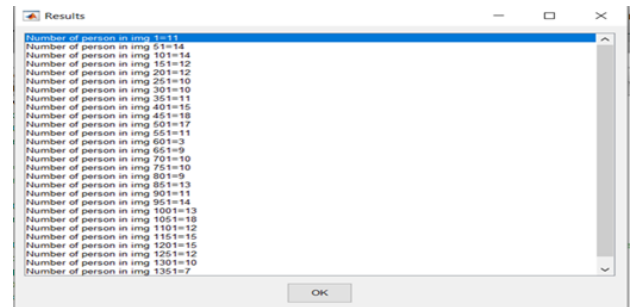 Results
Number of person in img 1=11
Number of person in img 51=14
Number of person in img 101=14
Number of person in img 151=12
Number of person in img 201=12
Number of person in img 251=10
Number of person in img 301=10
Number of person in img 351=11
Number of person in img 401=15
Number of person in img 451=18
Number of person in img 501=17
Number of person in img 551=11
Number of person in img 601=3
Number of person in img 651=9
Number of person in img 701=10
Number of person in img 751=10
Number of person in img 801=9
Number of person in img 851=13
Number of person in img 901=11
Number of person in img 951=14
Number of person in img 1001=13
Number of person in img 1051=18
Number of person in img 1101=12
Number of person in img 1151=15
Number of person in img 1201=15
Number of person in img 1251=12
Number of person in img 1301=10
Number of person in img 1351=7
OK